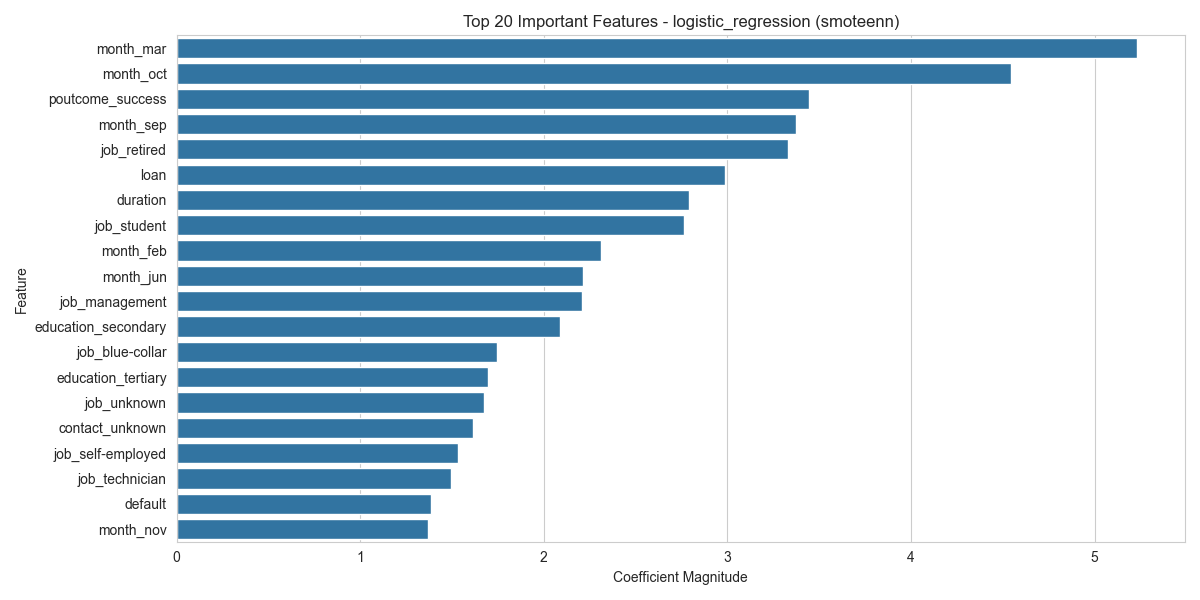 Top 20 Important Features - logistic_regression (smoteenn)
Feature
month_mar
month_oct
poutcome_success
month_sep
job_retired
loan
duration
job_student
month_feb
month_jun
job_management
education_secondary
job_blue-collar
education_tertiary
job_unknown
contact_unknown
job_self-employed
job_technician
default
month_nov
0 1 2 3 4 5
Coefficient Magnitude